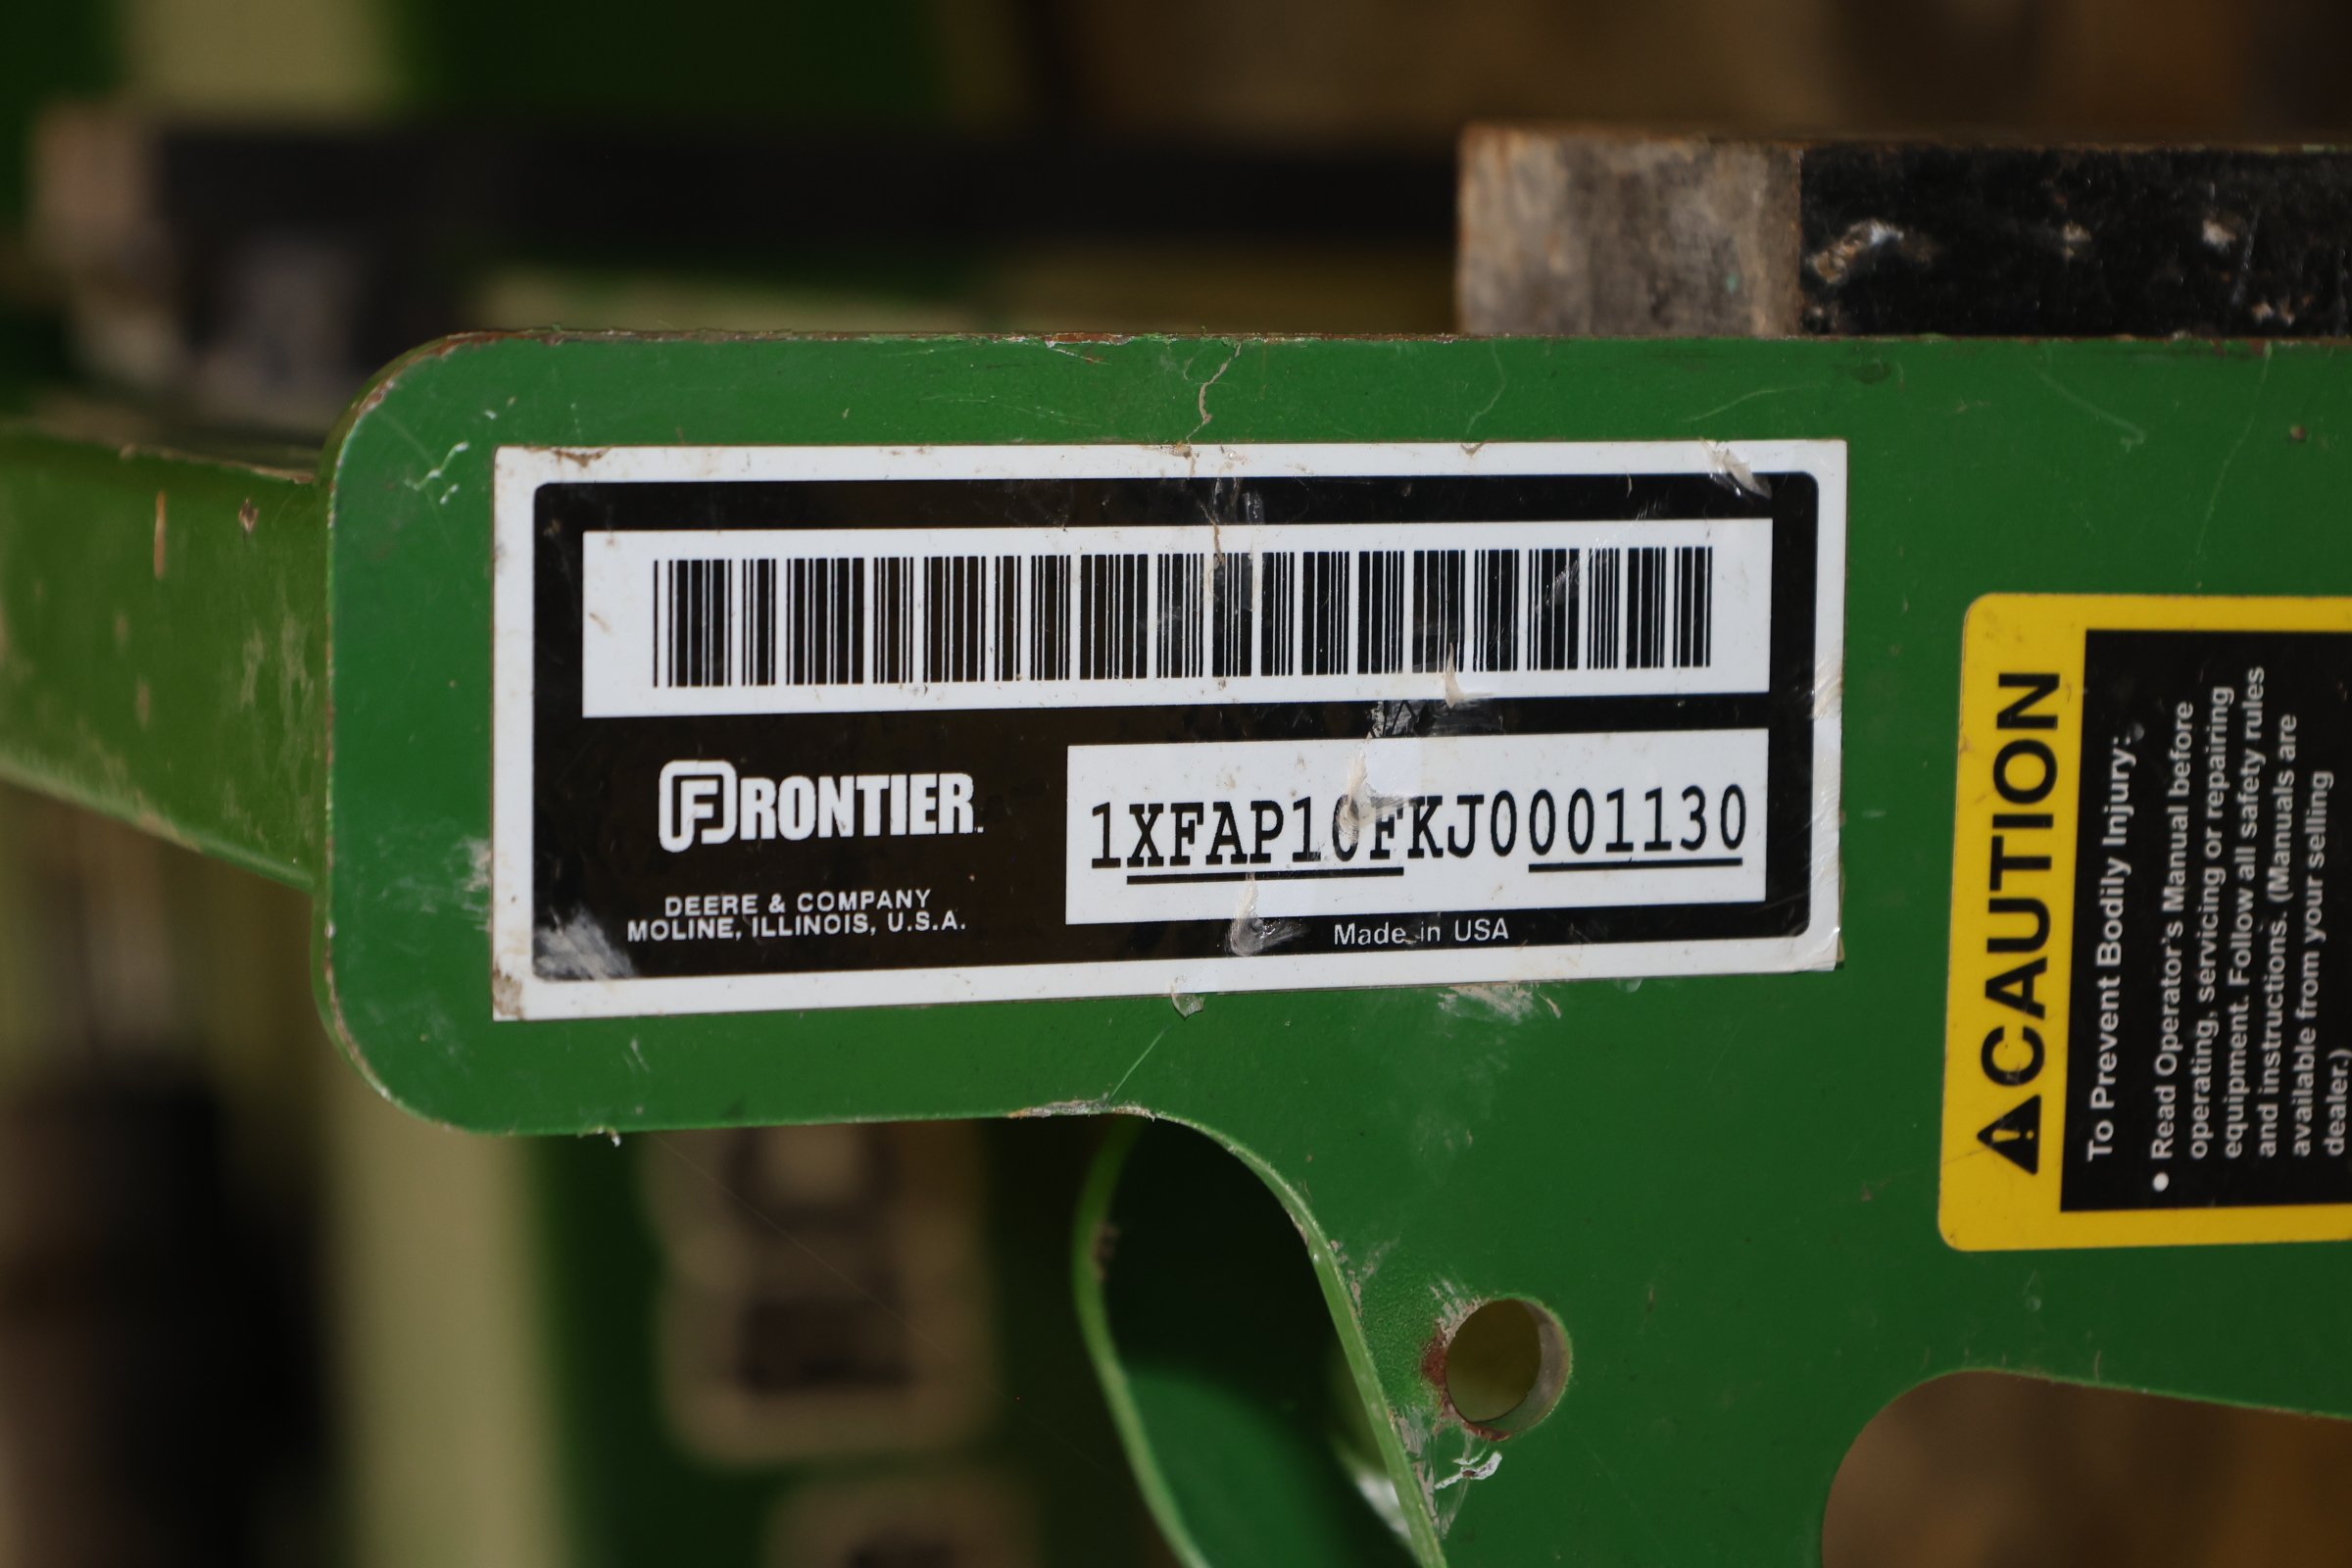 FRONTIER
DEERE & COMPANY
MOLINE, ILLINOIS, U.S.A.
1XFAP10FKJ0001130
Made in USA
CAUTION
To Prevent Bodily Injury:
• Read Operator's Manual before
operating, servicing or repairing
equipment. Follow all safety rules
and instructions. (Manuals are
available from your selling
dealer.)